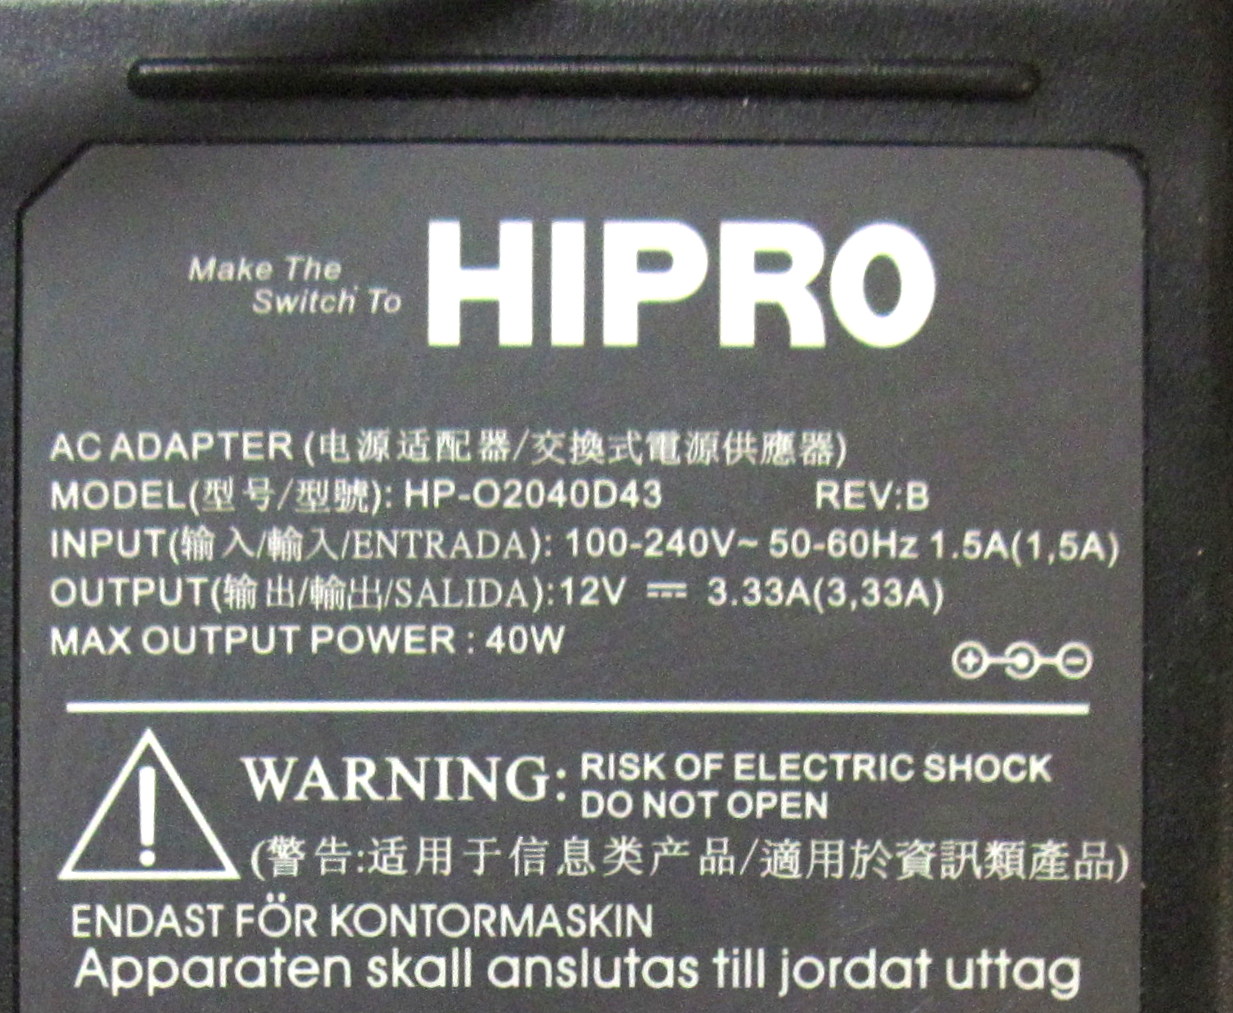 Make The
Switch To
HIPRO
AC ADAPTER (电源适配器/交換式電源供應器)
MODEL(型号/型號): HP-O2040D43 REV:B
INPUT(输入/輸入/ENTRADA): 100-240V~ 50-60Hz 1.5A(1,5A)
OUTPUT(输出/輸出/SALIDA):12V ⎓ 3.33A(3,33A)
MAX OUTPUT POWER : 40W
WARNING: RISK OF ELECTRIC SHOCK
DO NOT OPEN
(警告:适用于信息类产品/適用於資訊類產品)
ENDAST FÖR KONTORMASKIN
Apparaten skall anslutas till jordat uttag